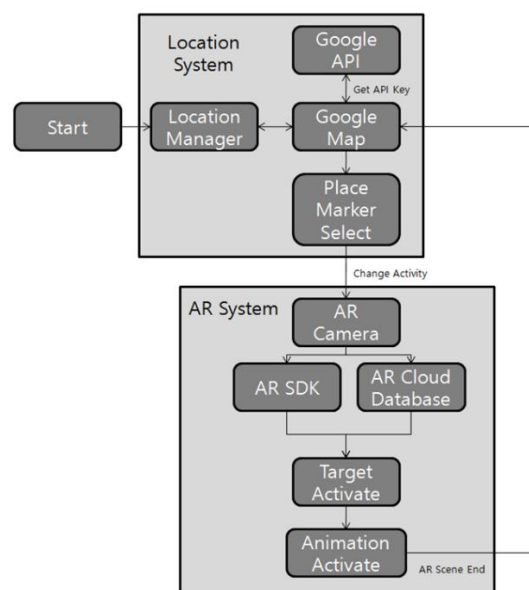 Location
System
Google
API
Get API Key
Start
Location
Manager
Google
Map
Place
Marker
Select
Change Activity
AR System
AR
Camera
AR SDK
AR Cloud
Database
Target
Activate
Animation
Activate
AR Scene End